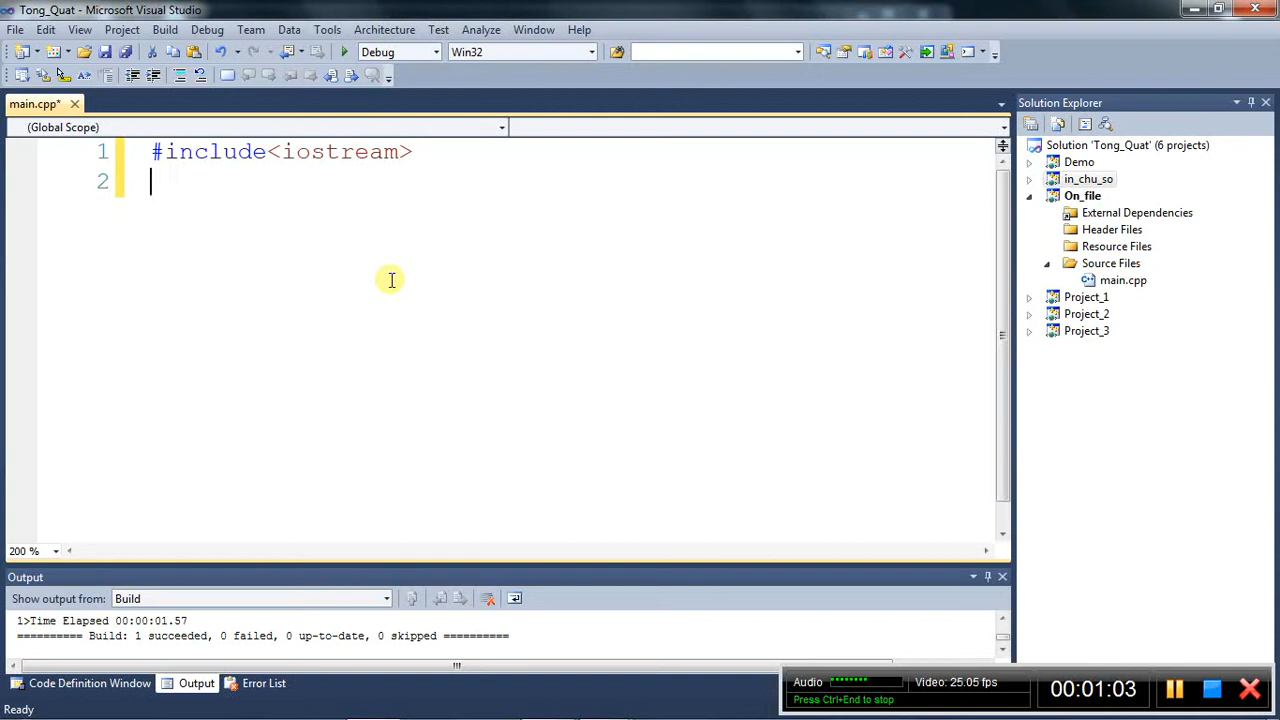 Tong_Quat - Microsoft Visual Studio
File Edit View Project Build Debug Team Data Tools Architecture Test Analyze Window Help
Debug Win32
main.cpp*
(Global Scope)
1 #include<iostream>
2
200 %
Solution Explorer
Solution 'Tong_Quat' (6 projects)
Demo
in_chu_so
On_file
External Dependencies
Header Files
Resource Files
Source Files
main.cpp
Project_1
Project_2
Project_3
Output
Show output from: Build
1>Time Elapsed 00:00:01.57
========== Build: 1 succeeded, 0 failed, 0 up-to-date, 0 skipped ==========
Code Definition Window Output Error List
Ready
Audio Video: 25.05 fps
Press Ctrl+End to stop
00:01:03